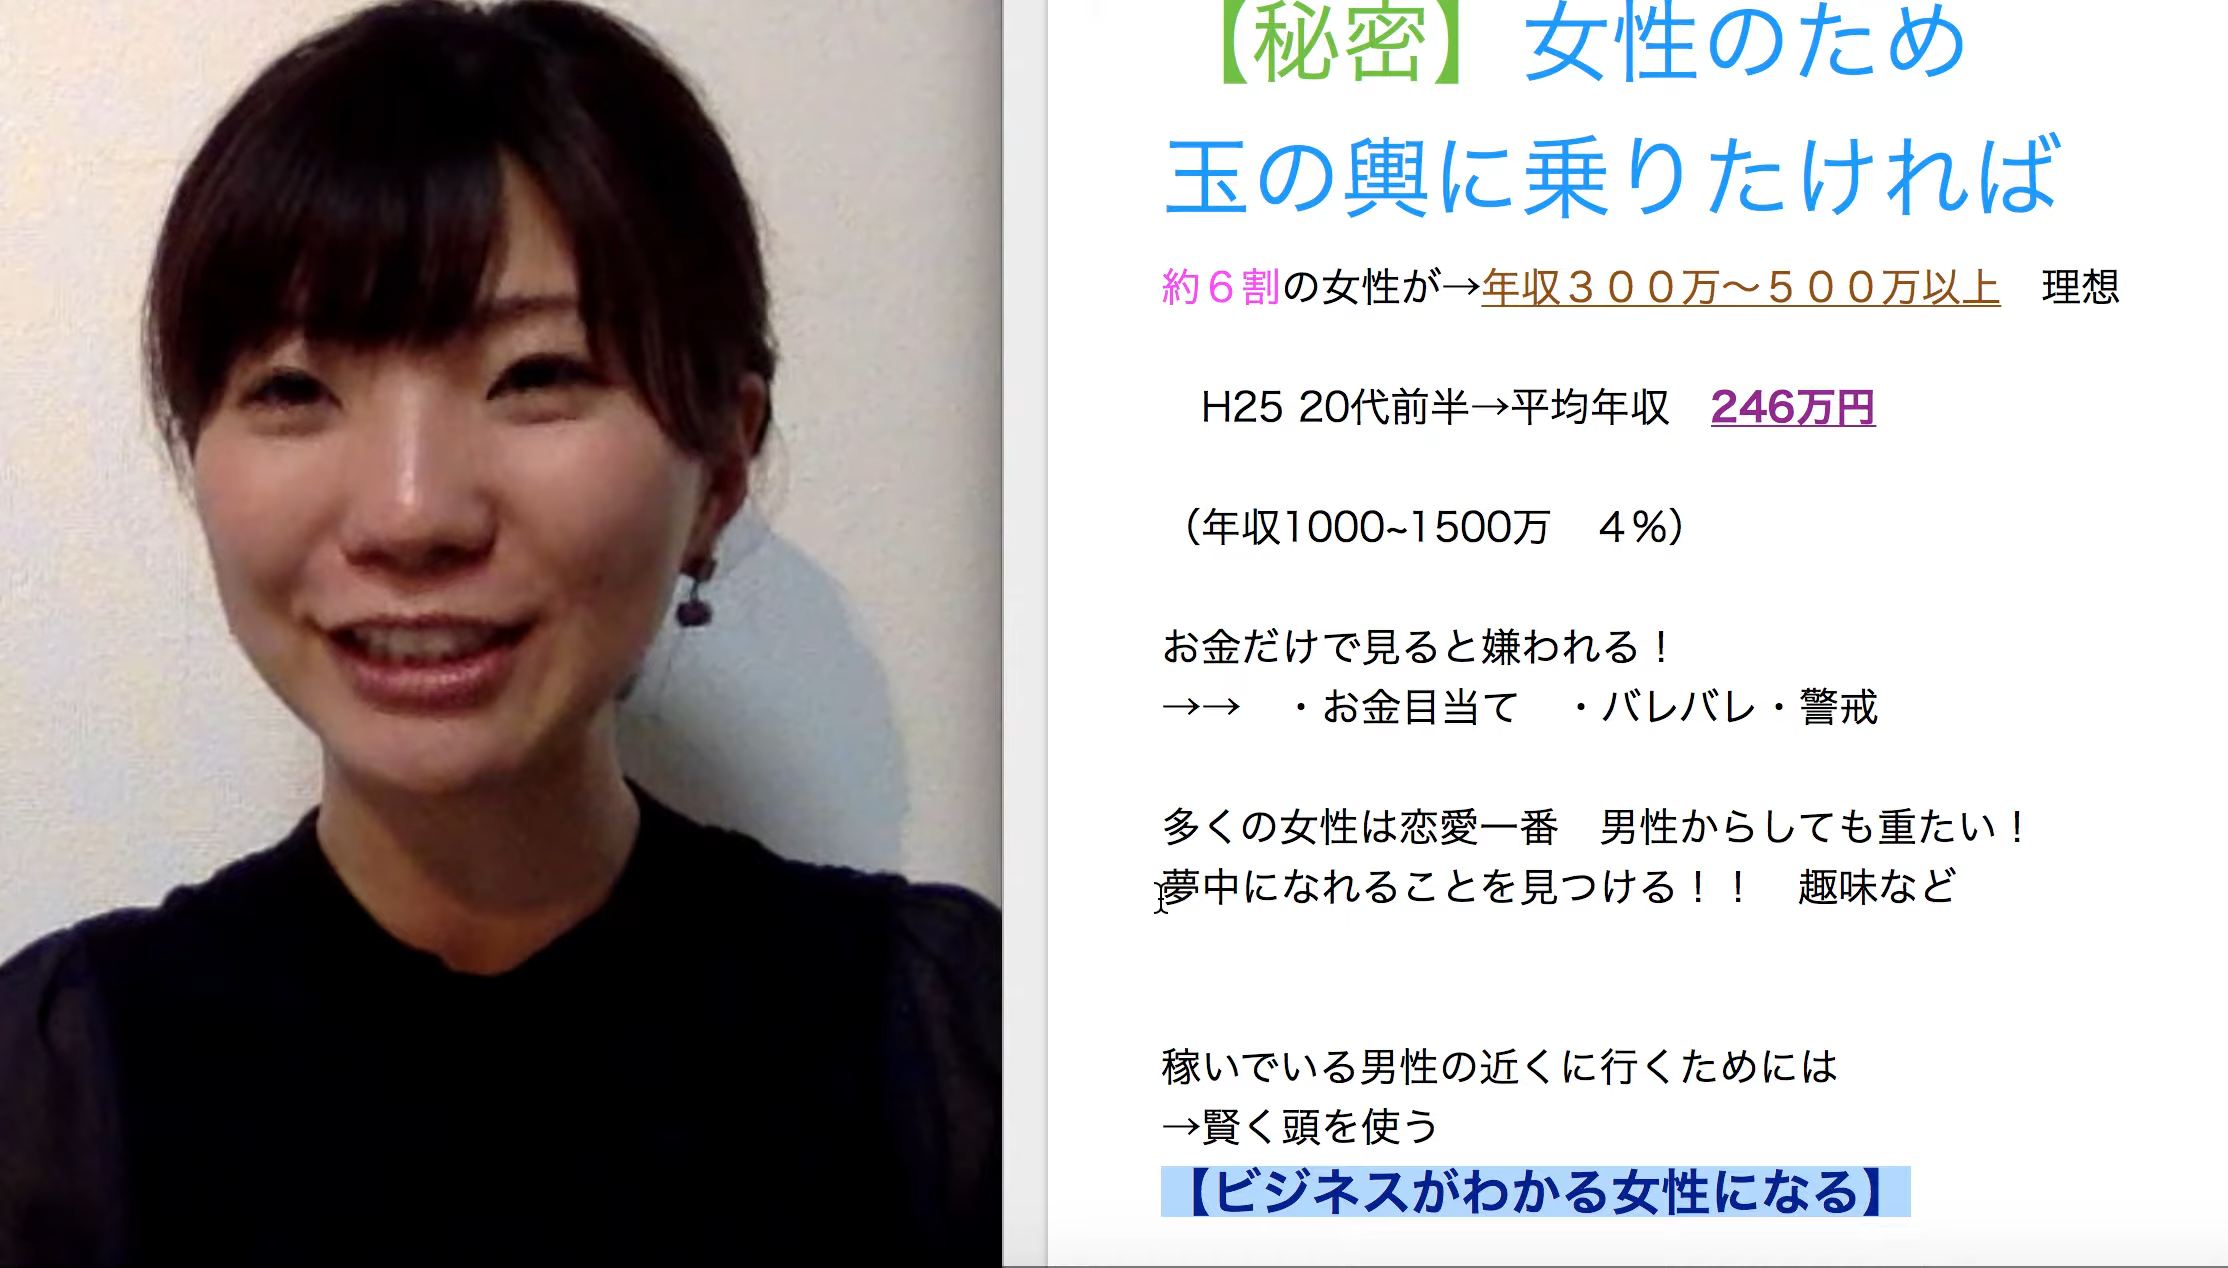 【秘密】女性のため
玉の輿に乗りたければ
約６割の女性が→年収３００万〜５００万以上　理想
H25 20代前半→平均年収　246万円
（年収1000~1500万　４％）
お金だけで見ると嫌われる！
→→　・お金目当て　・バレバレ・警戒
多くの女性は恋愛一番　男性からしても重たい！
夢中になれることを見つける！！　趣味など
稼いでいる男性の近くに行くためには
→賢く頭を使う
【ビジネスがわかる女性になる】